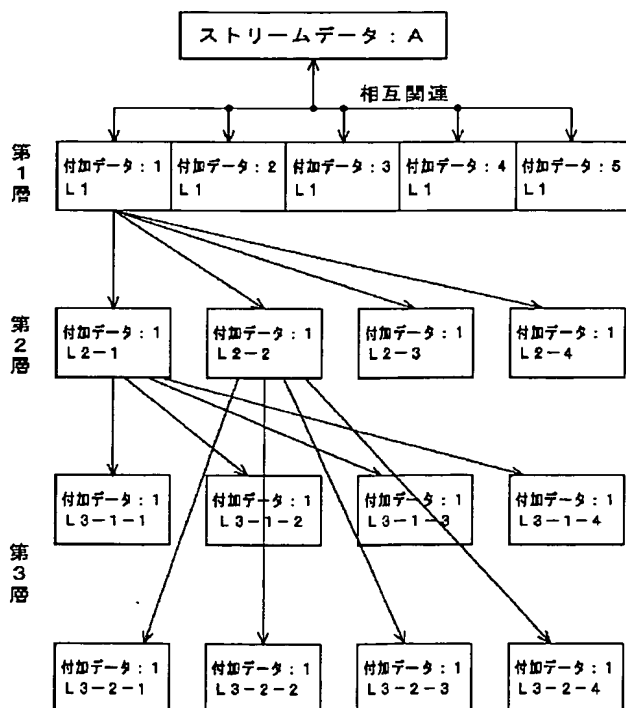 ストリームデータ：A
相互関連
第1層
付加データ：1
L1
付加データ：2
L1
付加データ：3
L1
付加データ：4
L1
付加データ：5
L1
第2層
付加データ：1
L2－1
付加データ：1
L2－2
付加データ：1
L2－3
付加データ：1
L2－4
第3層
付加データ：1
L3－1－1
付加データ：1
L3－1－2
付加データ：1
L3－1－3
付加データ：1
L3－1－4
付加データ：1
L3－2－1
付加データ：1
L3－2－2
付加データ：1
L3－2－3
付加データ：1
L3－2－4